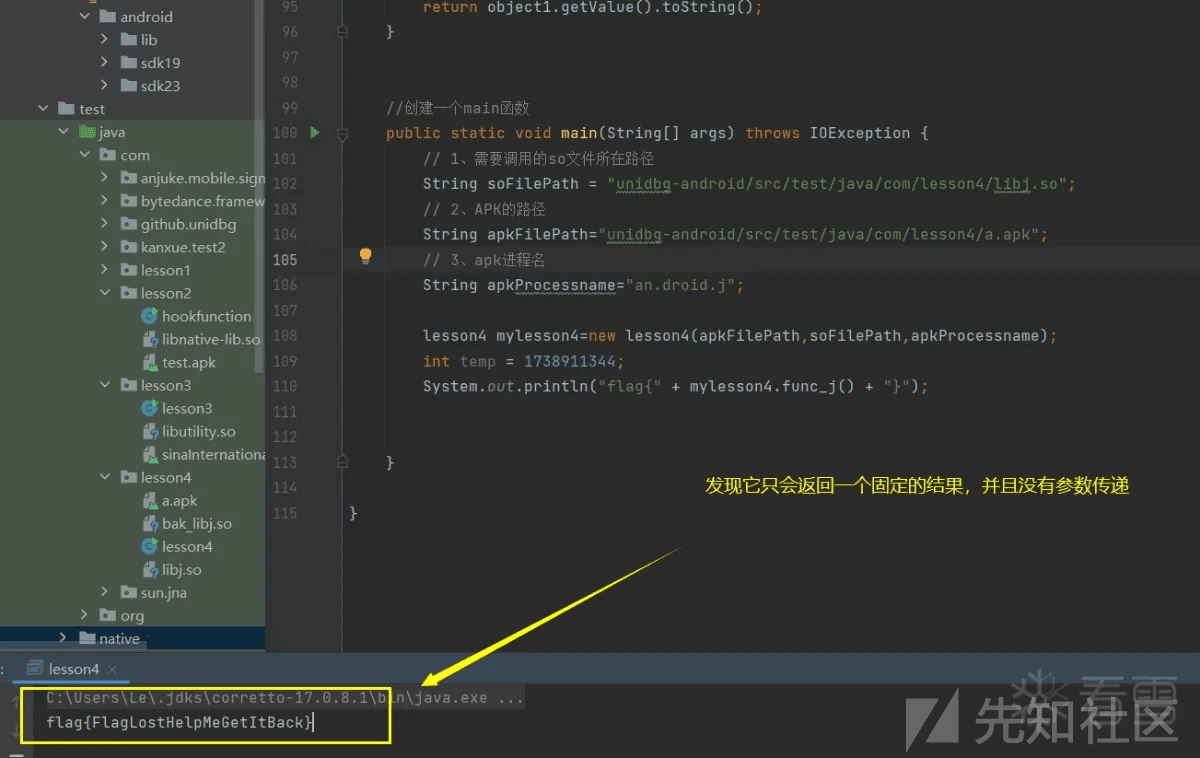 android
lib
sdk19
sdk23
test
java
com
anjuke.mobile.sign
bytedance.framew
github.unidbg
kanxue.test2
lesson1
lesson2
hookfunction
libnative-lib.so
test.apk
lesson3
lesson3
libutility.so
sinaInternationa
lesson4
a.apk
bak_libj.so
lesson4
libj.so
sun.jna
org
native
95 return object1.getValue().toString();
96 }
97
98
99 //创建一个main函数
100 public static void main(String[] args) throws IOException {
101 // 1、需要调用的so文件所在路径
102 String soFilePath = "unidbg-android/src/test/java/com/lesson4/libj.so";
103 // 2、APK的路径
104 String apkFilePath="unidbg-android/src/test/java/com/lesson4/a.apk";
105 // 3、apk进程名
106 String apkProcessname="an.droid.j";
107
108 lesson4 mylesson4=new lesson4(apkFilePath,soFilePath,apkProcessname);
109 int temp = 1738911344;
110 System.out.println("flag{" + mylesson4.func_j() + "}");
111
112
113 }
114
115 }
发现它只会返回一个固定的结果，并且没有参数传递
: lesson4 ×
C:\Users\Le\.jdks\corretto-17.0.8.1\bin\java.exe ...
flag{FlagLostHelpMeGetItBack}
看雪
先知社区